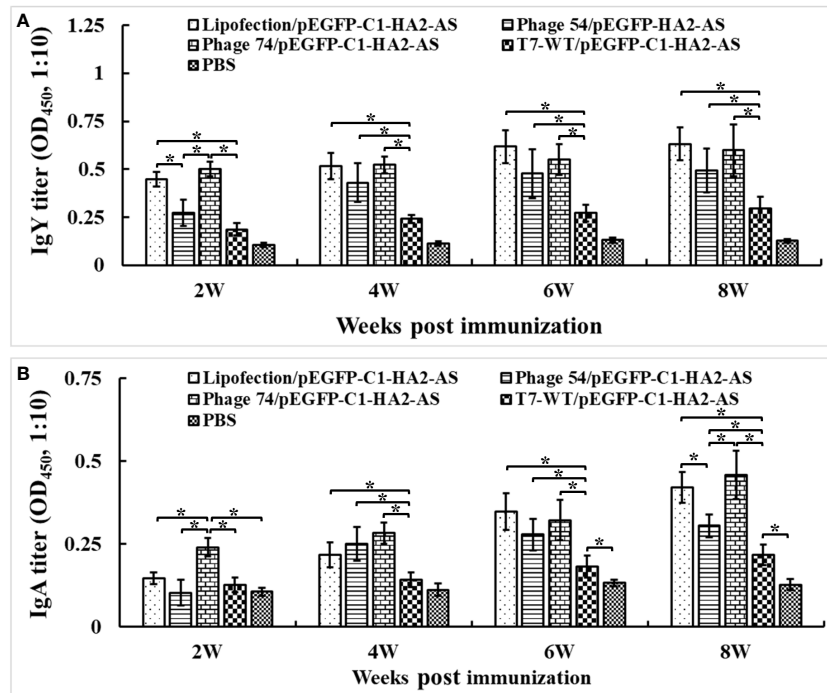 A
1.25
1
0.75
0.5
0.25
0
IgY titer (OD450, 1:10)
Lipofection/pEGFP-C1-HA2-AS
Phage 54/pEGFP-HA2-AS
Phage 74/pEGFP-C1-HA2-AS
T7-WT/pEGFP-C1-HA2-AS
PBS
* * * *
* * *
* * *
* * *
2W 4W 6W 8W
Weeks post immunization
B
0.75
0.5
0.25
0
IgA titer (OD450, 1:10)
Lipofection/pEGFP-C1-HA2-AS
Phage 54/pEGFP-C1-HA2-AS
Phage 74/pEGFP-C1-HA2-AS
T7-WT/pEGFP-C1-HA2-AS
PBS
* * * *
* * *
* * * *
* * * * * *
2W 4W 6W 8W
Weeks post immunization